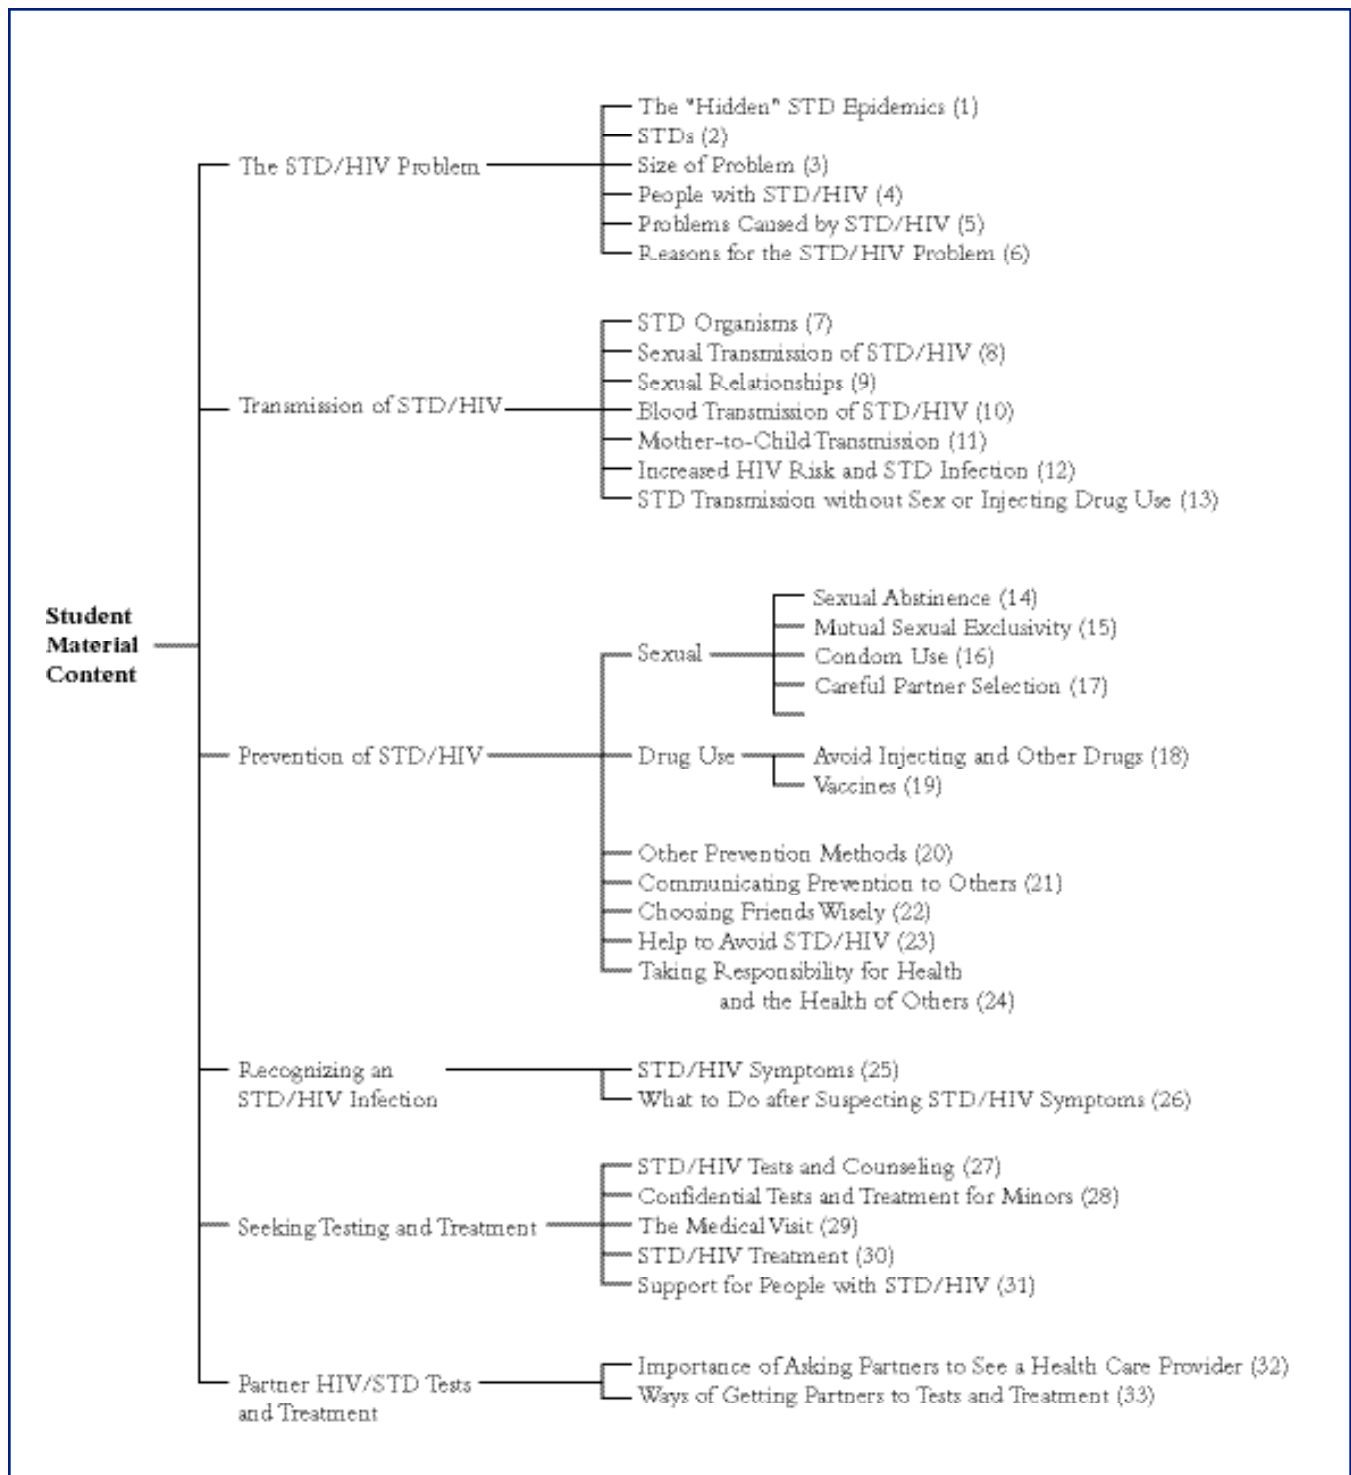 The "Hidden" STD Epidemics (1)
STDs (2)
The STD/HIV Problem
Size of Problem (3)
People with STD/HIV (4)
Problems Caused by STD/HIV (5)
Reasons for the STD/HIV Problem (6)
STD Organisms (7)
Sexual Transmission of STD/HIV (8)
Sexual Relationships (9)
Transmission of STD/HIV
Blood Transmission of STD/HIV (10)
Mother-to-Child Transmission (11)
Increased HIV Risk and STD Infection (12)
STD Transmission without Sex or Injecting Drug Use (13)
Student
Material
Content
Sexual Abstinence (14)
Mutual Sexual Exclusivity (15)
Sexual
Condom Use (16)
Careful Partner Selection (17)
Prevention of STD/HIV
Drug Use
Avoid Injecting and Other Drugs (18)
Vaccines (19)
Other Prevention Methods (20)
Communicating Prevention to Others (21)
Choosing Friends Wisely (22)
Help to Avoid STD/HIV (23)
Taking Responsibility for Health
and the Health of Others (24)
Recognizing an
STD/HIV Infection
STD/HIV Symptoms (25)
What to Do after Suspecting STD/HIV Symptoms (26)
STD/HIV Tests and Counseling (27)
Confidential Tests and Treatment for Minors (28)
Seeking Testing and Treatment
The Medical Visit (29)
STD/HIV Treatment (30)
Support for People with STD/HIV (31)
Partner HIV/STD Tests
and Treatment
Importance of Asking Partners to See a Health Care Provider (32)
Ways of Getting Partners to Tests and Treatment (33)